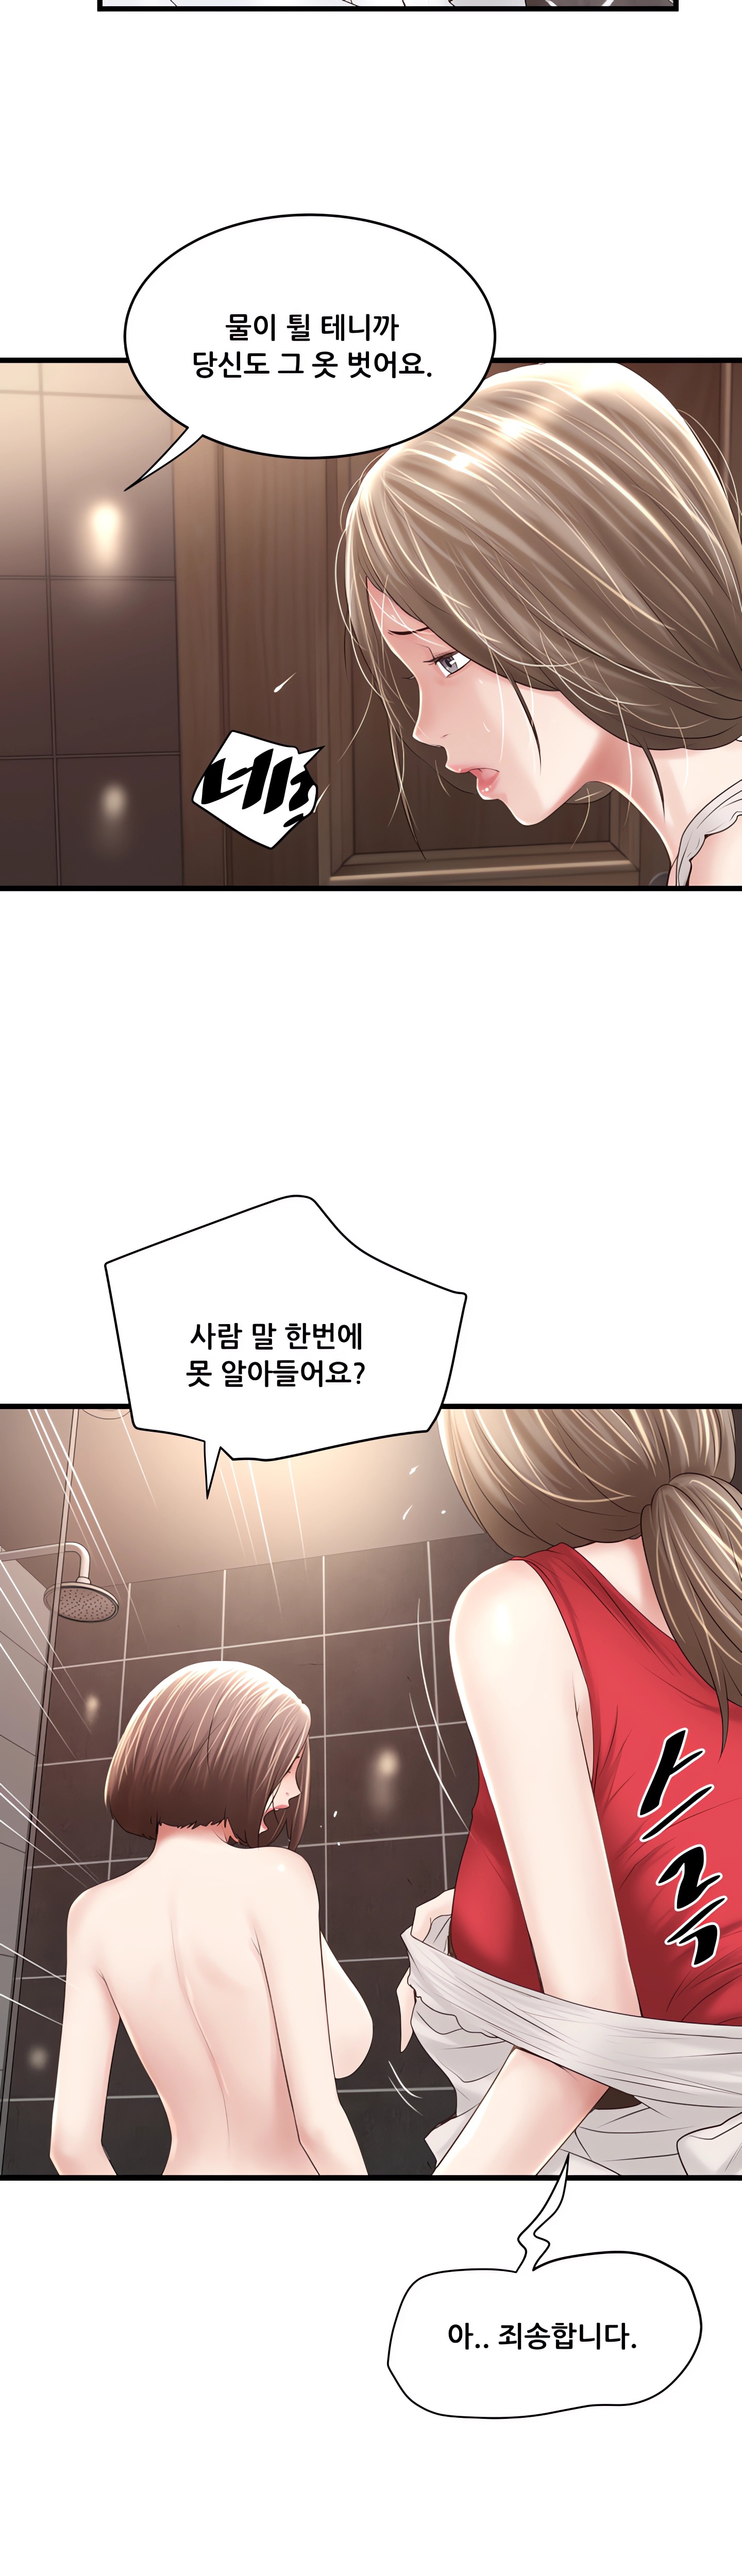 물이 튈 테니까
당신도 그 옷 벗어요.
네?
사람 말 한번에
못 알아들어요?
스윽
아.. 죄송합니다.